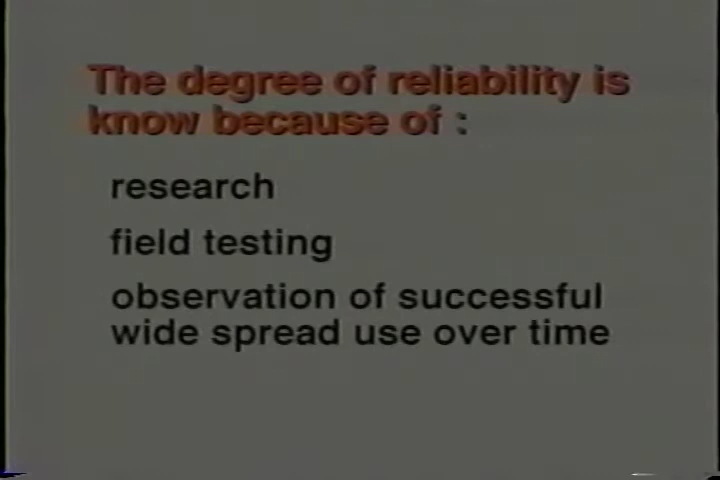 The degree of reliability is
know because of :
research
field testing
observation of successful
wide spread use over time